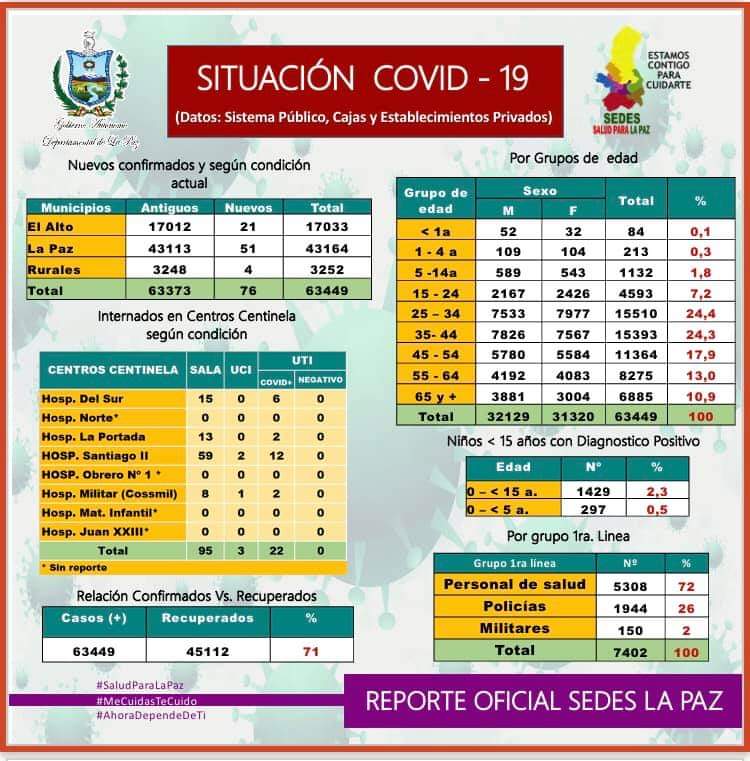 Gobierno Autónomo
Departamental de La Paz
SITUACIÓN COVID - 19
(Datos: Sistema Público, Cajas y Establecimientos Privados)
ESTAMOS
CONTIGO
PARA
CUIDARTE
SEDES
SALUD PARA LA PAZ
Nuevos confirmados y según condición
actual
Municipios Antiguos Nuevos Total
El Alto 17012 21 17033
La Paz 43113 51 43164
Rurales 3248 4 3252
Total 63373 76 63449
Internados en Centros Centinela
según condición
CENTROS CENTINELA SALA UCI UTI
COVID+ NEGATIVO
Hosp. Del Sur 15 0 6 0
Hosp. Norte* 0 0 0 0
Hosp. La Portada 13 0 2 0
HOSP. Santiago II 59 2 12 0
HOSP. Obrero Nº 1 * 0 0 0 0
Hosp. Militar (Cossmil) 8 1 2 0
Hosp. Mat. Infantil* 0 0 0 0
Hosp. Juan XXIII* 0 0 0 0
Total 95 3 22 0
* Sin reporte
Relación Confirmados Vs. Recuperados
Casos (+) Recuperados %
63449 45112 71
Por Grupos de edad
Grupo de edad Sexo Total %
M F
< 1a 52 32 84 0,1
1 - 4 a 109 104 213 0,3
5 -14a 589 543 1132 1,8
15 - 24 2167 2426 4593 7,2
25 – 34 7533 7977 15510 24,4
35- 44 7826 7567 15393 24,3
45 - 54 5780 5584 11364 17,9
55 - 64 4192 4083 8275 13,0
65 y + 3881 3004 6885 10,9
Total 32129 31320 63449 100
Niños < 15 años con Diagnostico Positivo
Edad N° %
0 – < 15 a. 1429 2,3
0 – < 5 a. 297 0,5
Por grupo 1ra. Linea
Grupo 1ra línea Nº %
Personal de salud 5308 72
Policías 1944 26
Militares 150 2
Total 7402 100
#SaludParaLaPaz
#MeCuidasTeCuido
#AhoraDependeDeTi
REPORTE OFICIAL SEDES LA PAZ